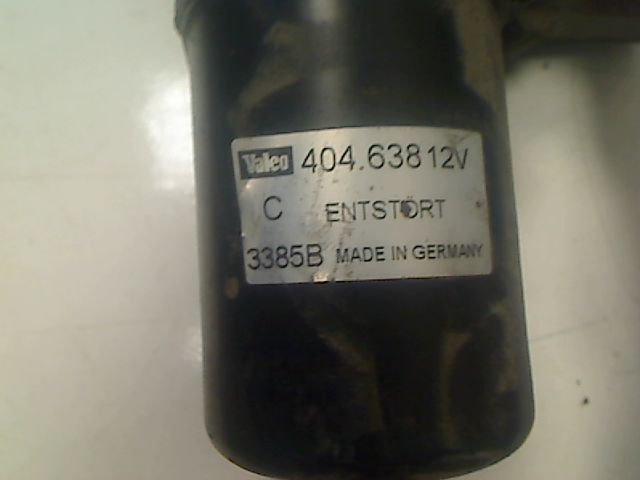 Valeo 404.638 12V
C ENTSTÖRT
3385B MADE IN GERMANY